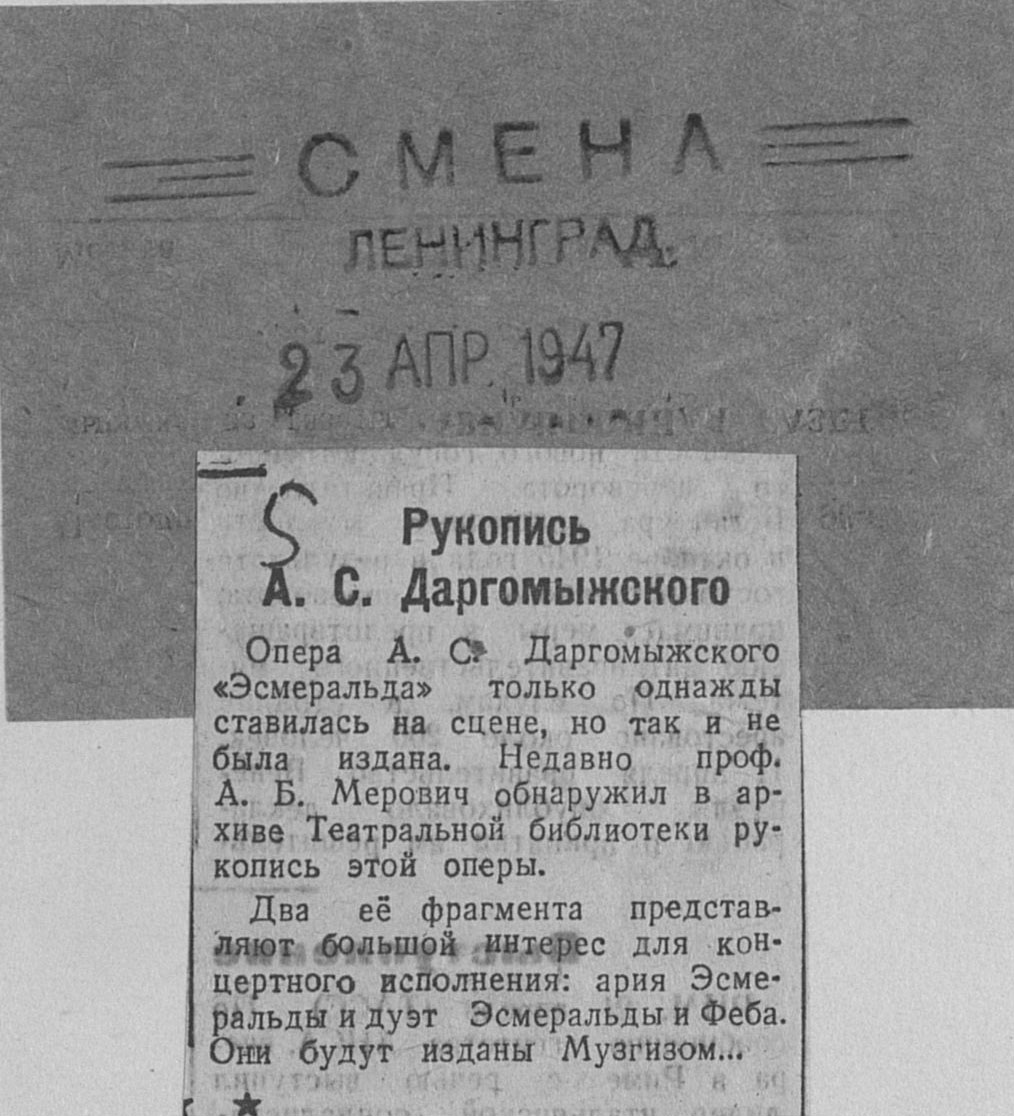 СМЕНА
ЛЕНИНГРАД.
23 АПР. 1947
Рукопись
А. С. Даргомыжского
Опера А. С. Даргомыжского
«Эсмеральда» только однажды
ставилась на сцене, но так и не
была издана. Недавно проф.
А. Б. Мерович обнаружил в ар-
хиве Театральной библиотеки ру-
копись этой оперы.
Два её фрагмента представ-
ляют большой интерес для кон-
цертного исполнения: ария Эсме-
ральды и дуэт Эсмеральды и Феба.
Они будут изданы Музгизом...